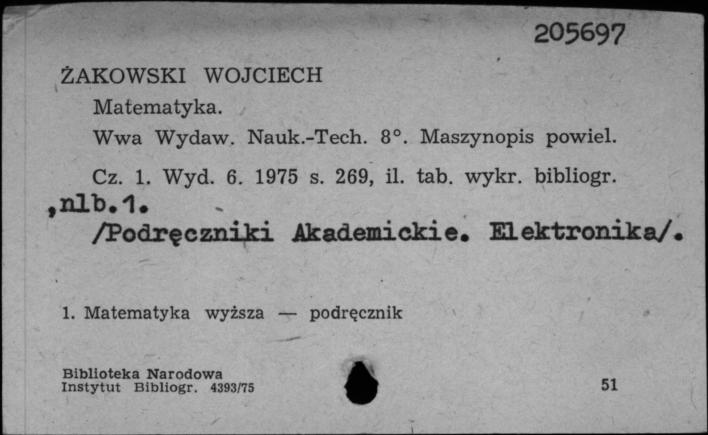 205697
ŻAKOWSKI WOJCIECH
Matematyka.
Wwa Wydaw. Nauk.-Tech. 8°. Maszynopis powiel.
Cz. 1. Wyd. 6. 1975 s. 269, il. tab. wykr. bibliogr.
,nlb.1.
/Podręczniki Akademickie. Elektronika/.
1. Matematyka wyższa — podręcznik
Biblioteka Narodowa
Instytut Bibliogr. 4393/75
51